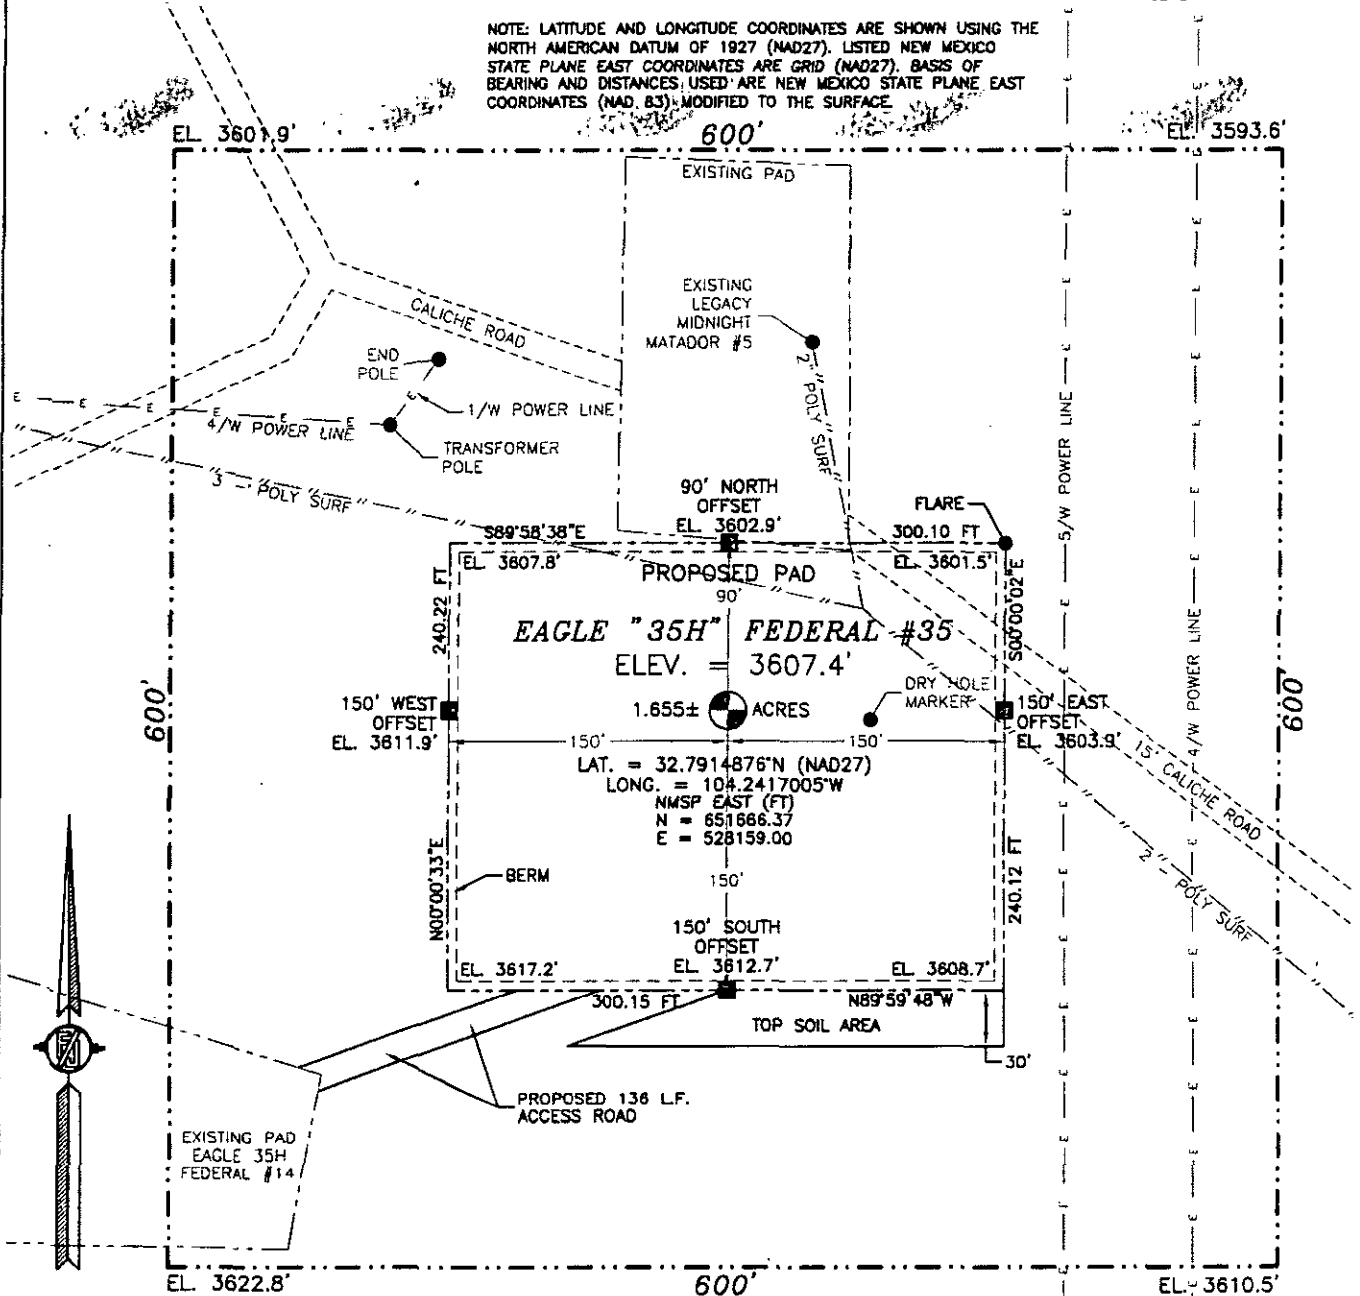 NOTE: LATITUDE AND LONGITUDE COORDINATES ARE SHOWN USING THE
NORTH AMERICAN DATUM OF 1927 (NAD27). LISTED NEW MEXICO
STATE PLANE EAST COORDINATES ARE GRID (NAD27). BASIS OF
BEARING AND DISTANCES USED ARE NEW MEXICO STATE PLANE EAST
COORDINATES (NAD 83) MODIFIED TO THE SURFACE.
EL. 3601.9'
600'
EL. 3593.6'
EXISTING PAD
EXISTING
LEGACY
MIDNIGHT
MATADOR #5
CALICHE ROAD
END
POLE
1/W POWER LINE
4/W POWER LINE
TRANSFORMER
POLE
2" POLY SURF
3" POLY SURF
5/W POWER LINE
4/W POWER LINE
90' NORTH
OFFSET
EL. 3602.9'
FLARE
S89°58'38"E
300.10 FT
EL. 3607.8'
EL. 3601.5'
PROPOSED PAD
90'
240.22 FT
S00°00'02"E
EAGLE "35H" FEDERAL #35
ELEV. = 3607.4'
DRY HOLE
MARKER
1.655± ACRES
150' WEST
OFFSET
EL. 3611.9'
150' EAST
OFFSET
EL. 3603.9'
600'
600'
150'
150'
15' CALICHE ROAD
LAT. = 32.7914876°N (NAD27)
LONG. = 104.2417005°W
NMSP EAST (FT)
N = 651666.37
E = 528159.00
N00°00'33"E
BERM
150'
240.12 FT
2" POLY SURF
150' SOUTH
OFFSET
EL. 3612.7'
EL. 3617.2'
EL. 3608.7'
300.15 FT
N89°59'48"W
TOP SOIL AREA
30'
PROPOSED 136 L.F.
ACCESS ROAD
EXISTING PAD
EAGLE 35H
FEDERAL #14
EL. 3622.8'
600'
EL. 3610.5'